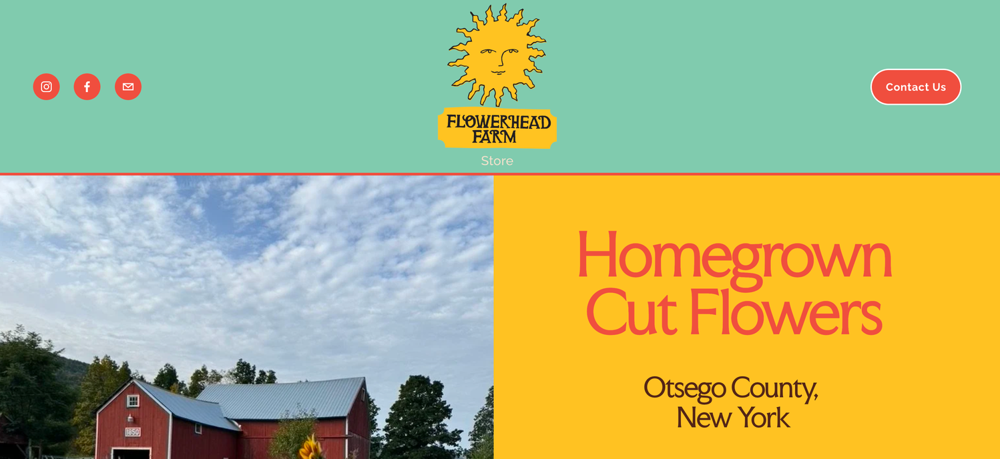 FLOWERHEAD
FARM
Contact Us
Store
Homegrown
Cut Flowers
Otsego County,
New York
1850